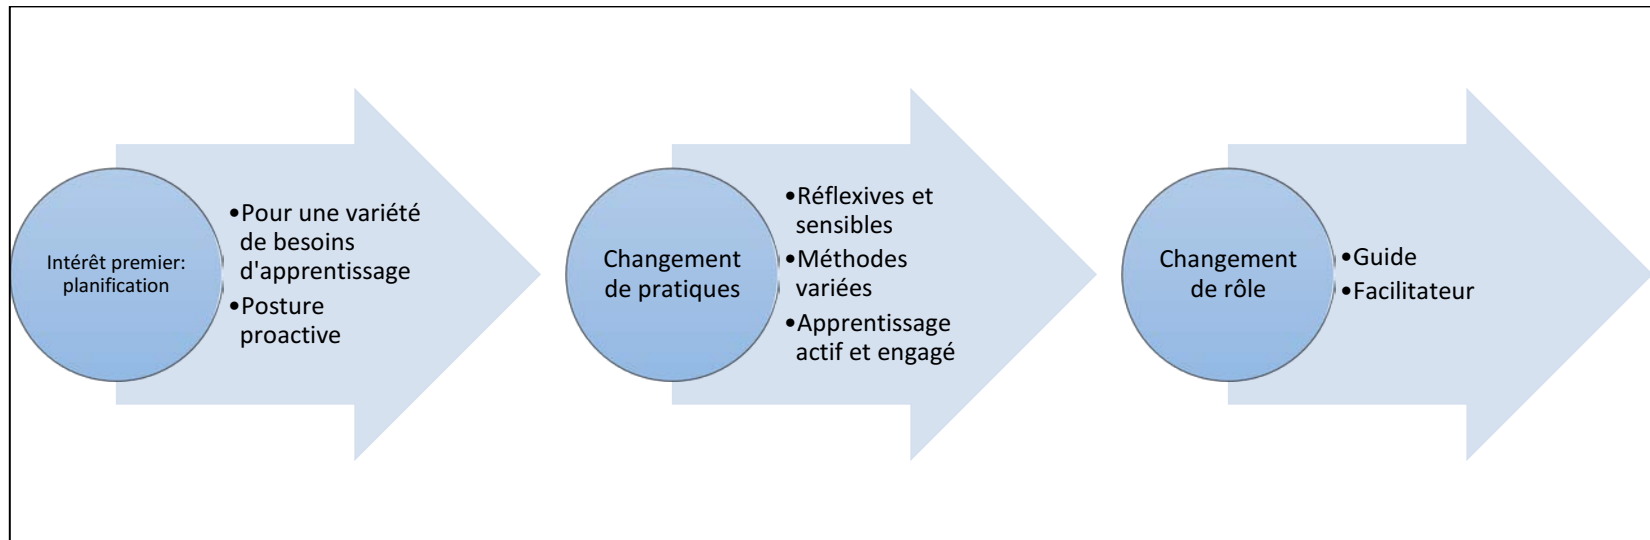 Intérêt premier:
planification
•Pour une variété
de besoins
d'apprentissage
•Posture
proactive
Changement
de pratiques
•Réflexives et
sensibles
•Méthodes
variées
•Apprentissage
actif et engagé
Changement
de rôle
•Guide
•Facilitateur